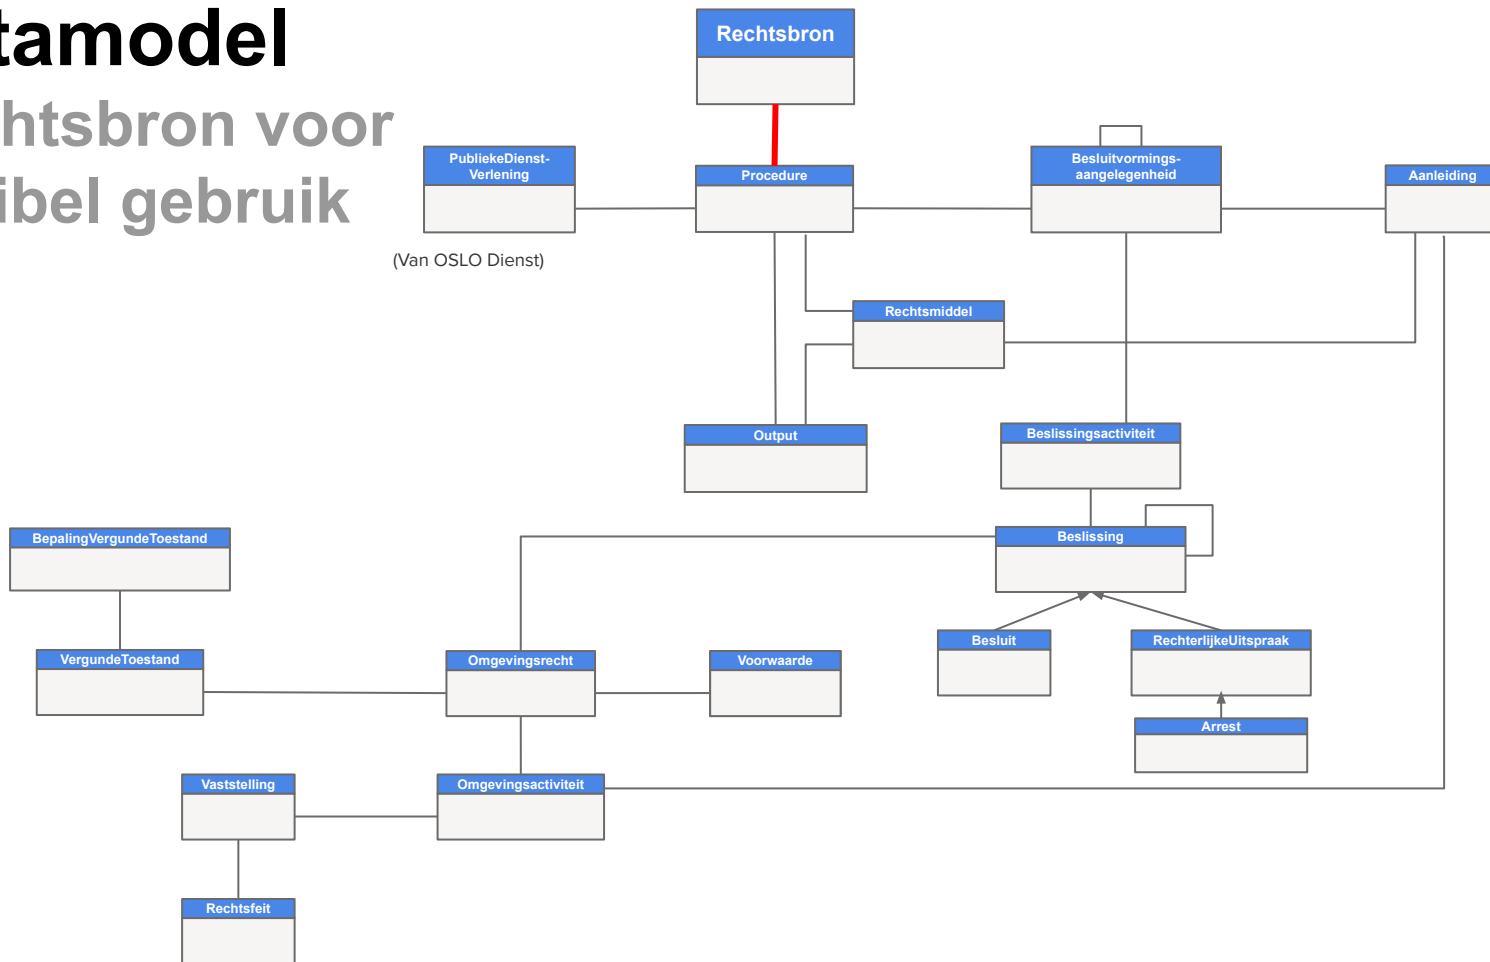 tamodel
htsbron voor
ibel gebruik
Rechtsbron
PubliekeDienst-
Verlening
(Van OSLO Dienst)
Procedure
Besluitvormings-
aangelegenheid
Aanleiding
Rechtsmiddel
Output
Beslissingsactiviteit
BepalingVergundeToestand
Beslissing
VergundeToestand
Omgevingsrecht
Voorwaarde
Besluit
RechterlijkeUitspraak
Arrest
Vaststelling
Omgevingsactiviteit
Rechtsfeit